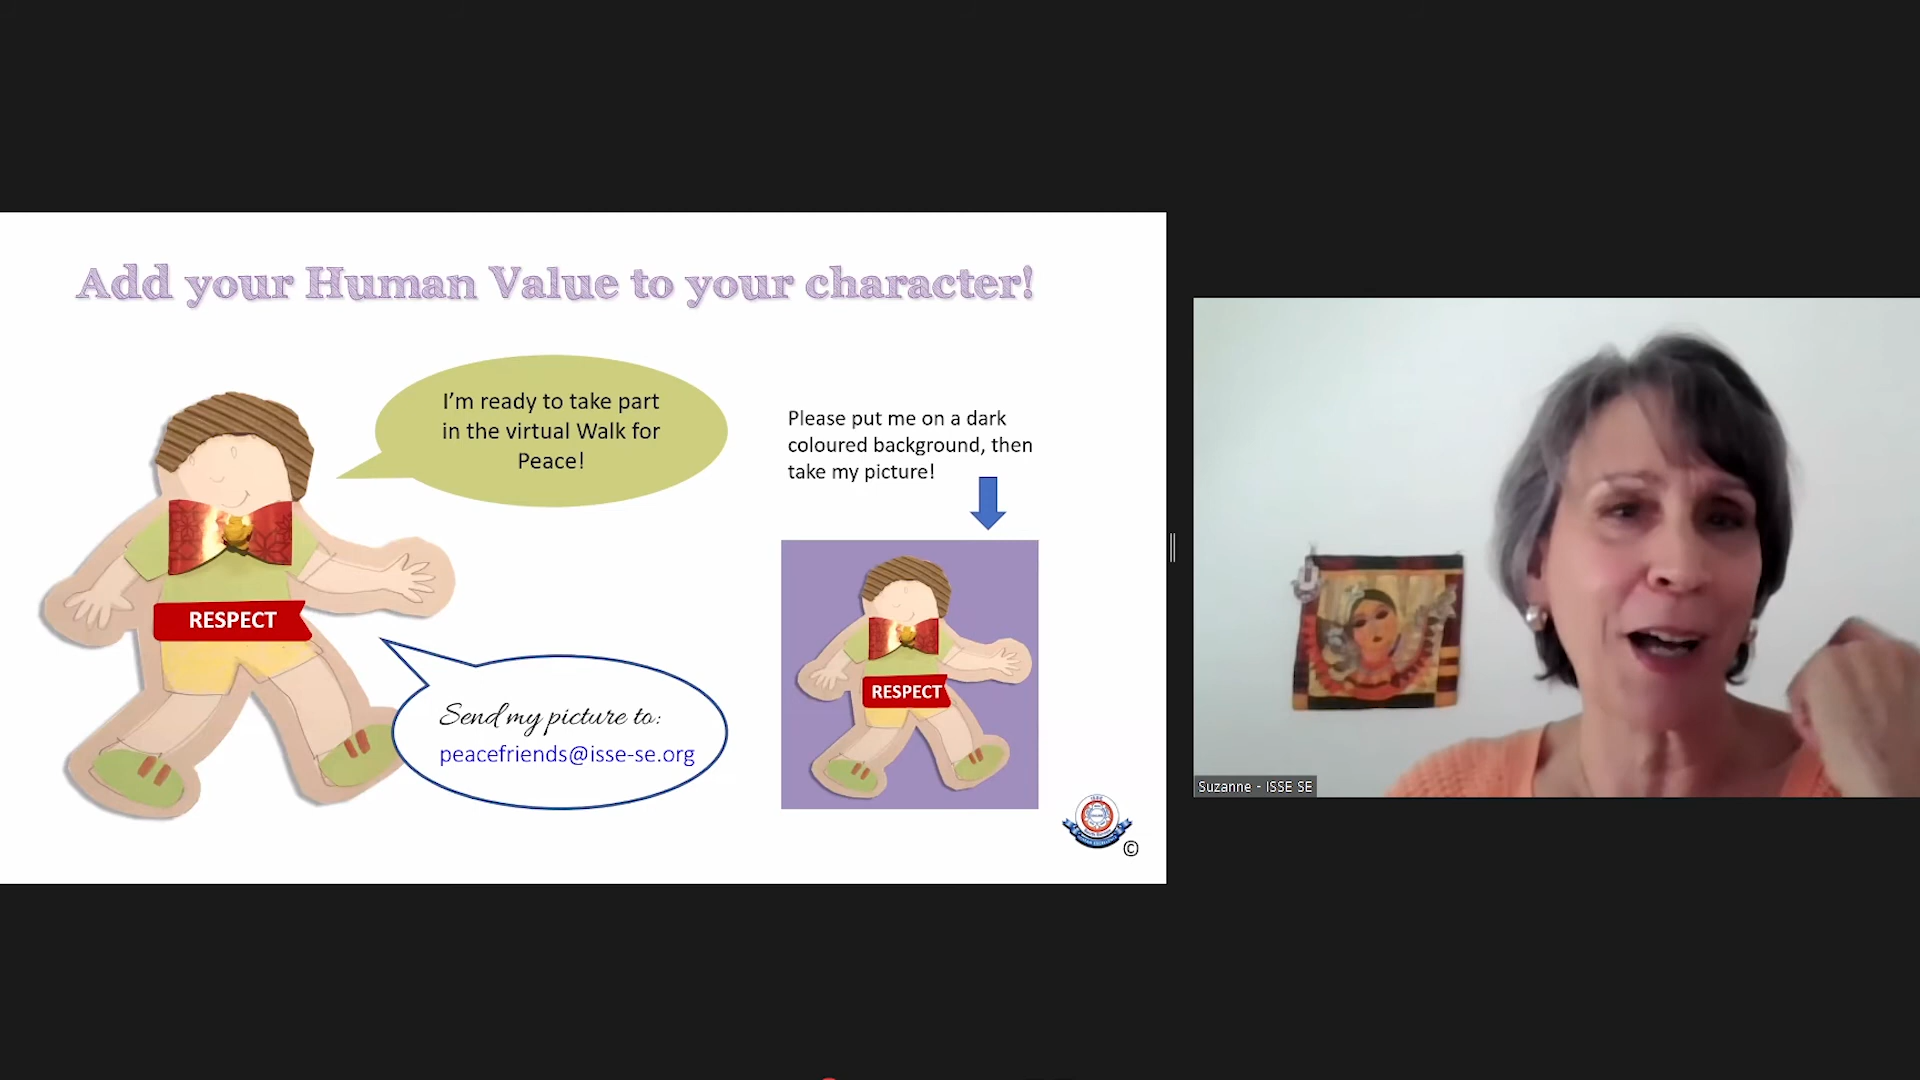 Add your Human Value to your character!
I'm ready to take part
in the virtual Walk for
Peace!
Please put me on a dark
coloured background, then
take my picture!
RESPECT
RESPECT
Send my picture to:
peacefriends@isse-se.org
©
Suzanne - ISSE SE